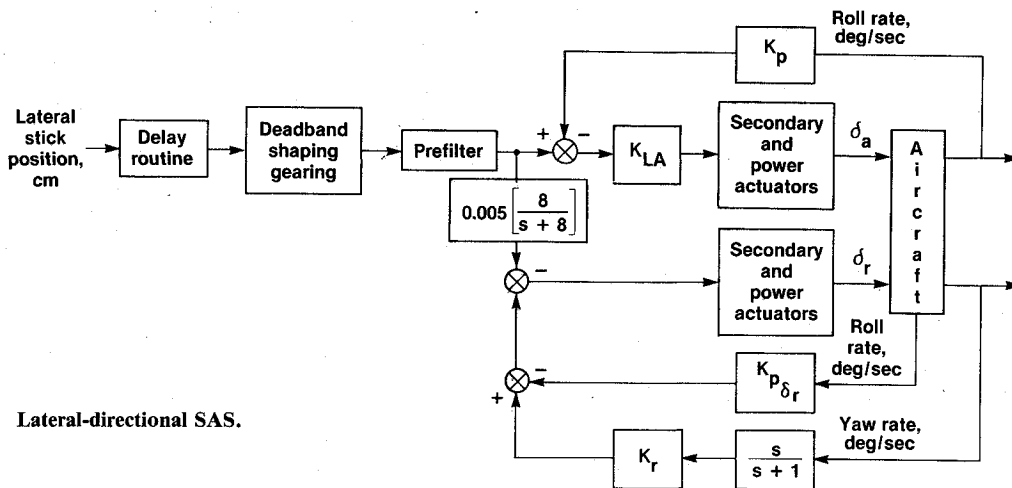 Roll rate,
deg/sec
K_p
Lateral
stick
position,
cm
Delay
routine
Deadband
shaping
gearing
Prefilter
+
−
K_LA
Secondary
and
power
actuators
δ_a
Aircraft
0.005 [ 8 / (s + 8) ]
−
Secondary
and
power
actuators
δ_r
Roll
rate,
deg/sec
−
+
K_pδ_r
Lateral-directional SAS.
Yaw rate,
deg/sec
K_r
s / (s + 1)